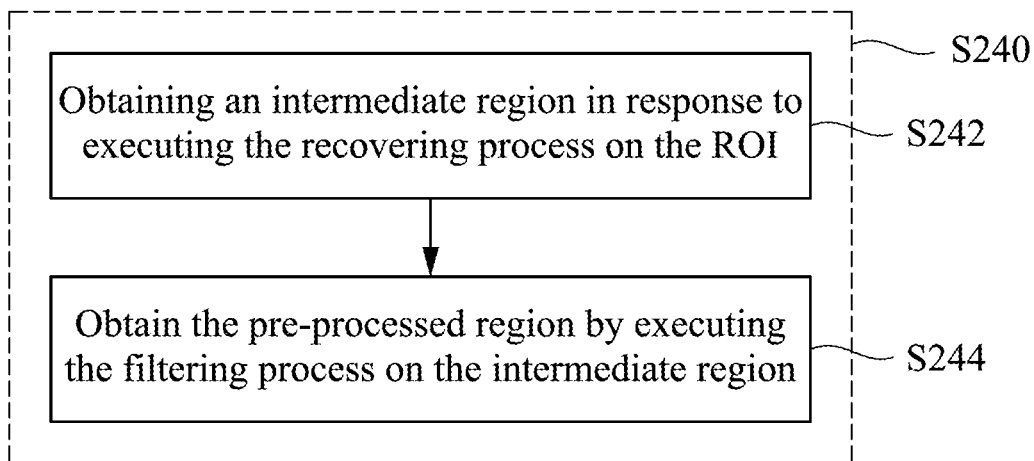 S240
Obtaining an intermediate region in response to
executing the recovering process on the ROI
S242
Obtain the pre-processed region by executing
the filtering process on the intermediate region
S244